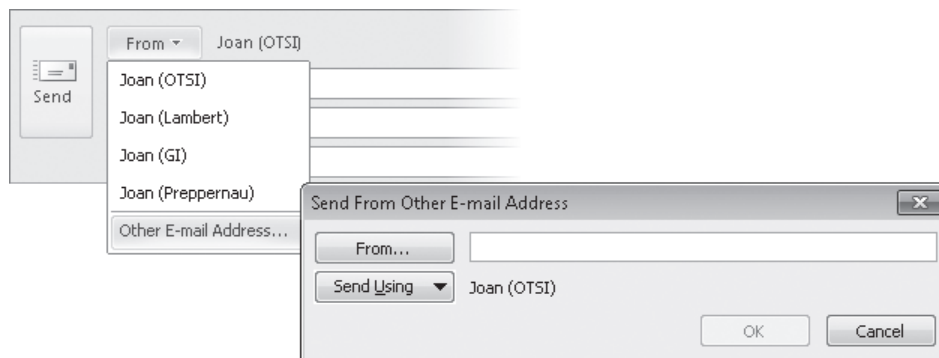 From Joan (OTSI)
Send
Joan (OTSI)
Joan (Lambert)
Joan (GI)
Joan (Preppernau)
Other E-mail Address...
Send From Other E-mail Address
From...
Send Using Joan (OTSI)
OK Cancel